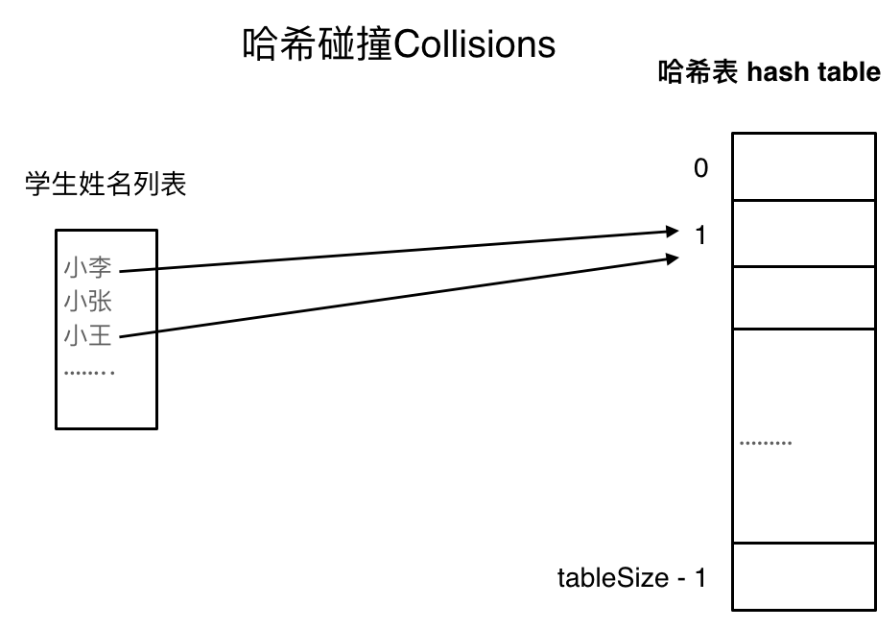 哈希碰撞Collisions
哈希表 hash table
学生姓名列表
小李
小张
小王
........
0
1
.........
tableSize - 1